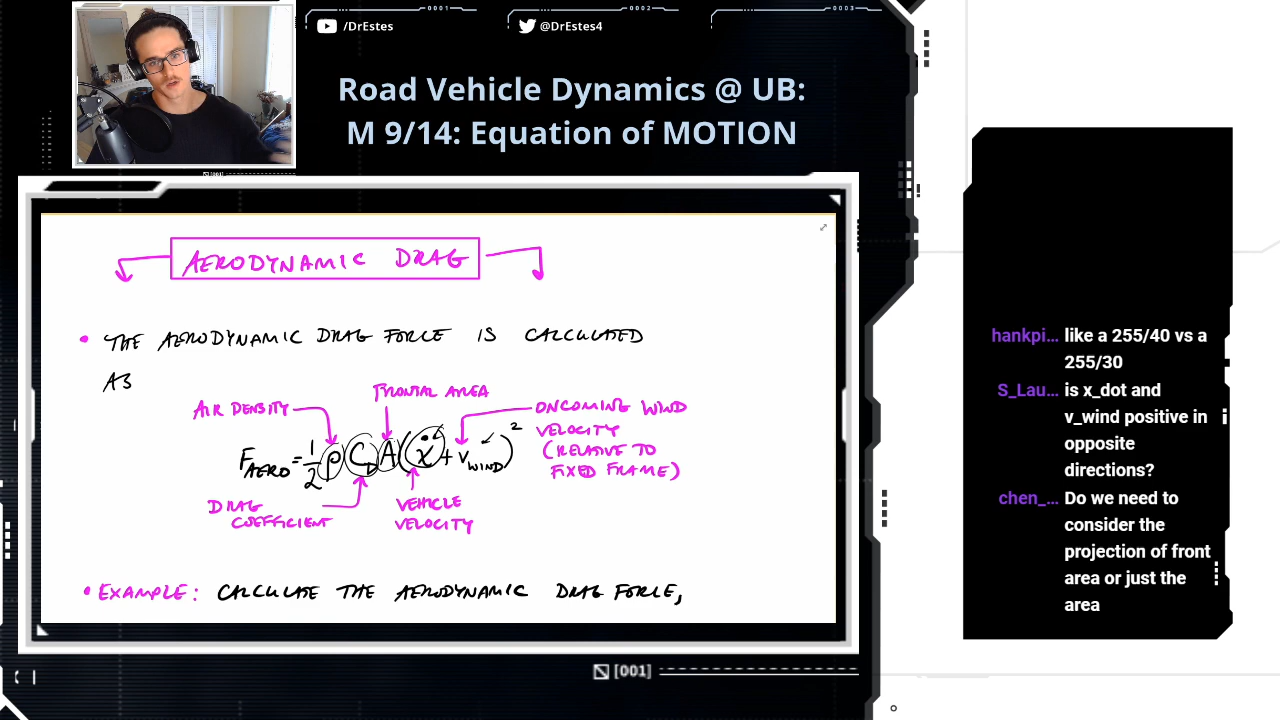 0001
0002
0003
/DrEstes
@DrEstes4
Road Vehicle Dynamics @ UB:
M 9/14: Equation of MOTION
[001]
AERODYNAMIC DRAG
• THE AERODYNAMIC DRAG FORCE IS CALCULATED
AS
FRONTAL AREA
AIR DENSITY
ONCOMING WIND
VELOCITY
(RELATIVE TO
FIXED FRAME)
F_AERO = 1/2 ρ C_D A (ẋ + v_WIND)²
DRAG
COEFFICIENT
VEHICLE
VELOCITY
• EXAMPLE: CALCULATE THE AERODYNAMIC DRAG FORCE,
[001]
hankpi... like a 255/40 vs a
255/30
S_Lau... is x_dot and
v_wind positive in
opposite
directions?
chen_... Do we need to
consider the
projection of front
area or just the
area